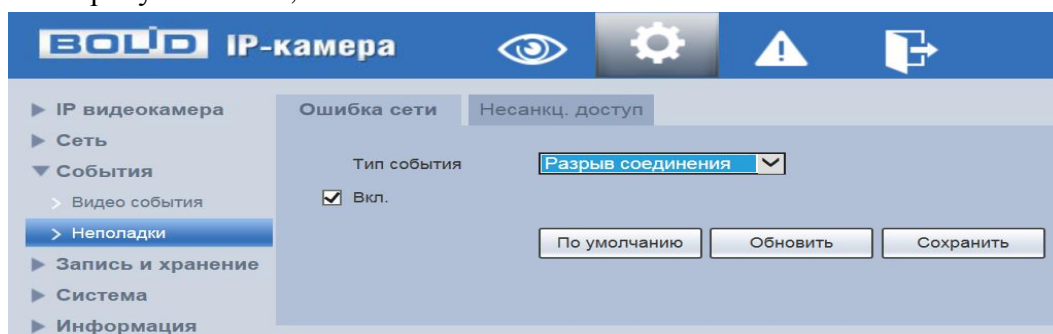 BOLID IP-камера
IP видеокамера
Сеть
События
Видео события
Неполадки
Запись и хранение
Система
Информация
Ошибка сети Несанкц. доступ
Тип события Разрыв соединения
Вкл.
По умолчанию Обновить Сохранить